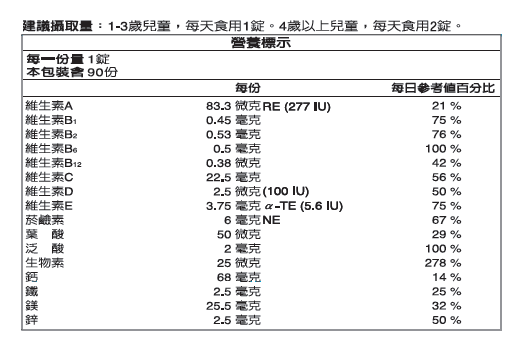 建議攝取量：1-3歲兒童，每天食用1錠。4歲以上兒童，每天食用2錠。
營養標示
每一份量 1錠
本包裝含 90份
每份 每日參考值百分比
維生素A 83.3 微克 RE (277 IU) 21 %
維生素B1 0.45 毫克 75 %
維生素B2 0.53 毫克 76 %
維生素B6 0.5 毫克 100 %
維生素B12 0.38 微克 42 %
維生素C 22.5 毫克 56 %
維生素D 2.5 微克 (100 IU) 50 %
維生素E 3.75 毫克 α-TE (5.6 IU) 75 %
菸鹼素 6 毫克 NE 67 %
葉 酸 50 微克 29 %
泛 酸 2 毫克 100 %
生物素 25 微克 278 %
鈣 68 毫克 14 %
鐵 2.5 毫克 25 %
鎂 25.5 毫克 32 %
鋅 2.5 毫克 50 %